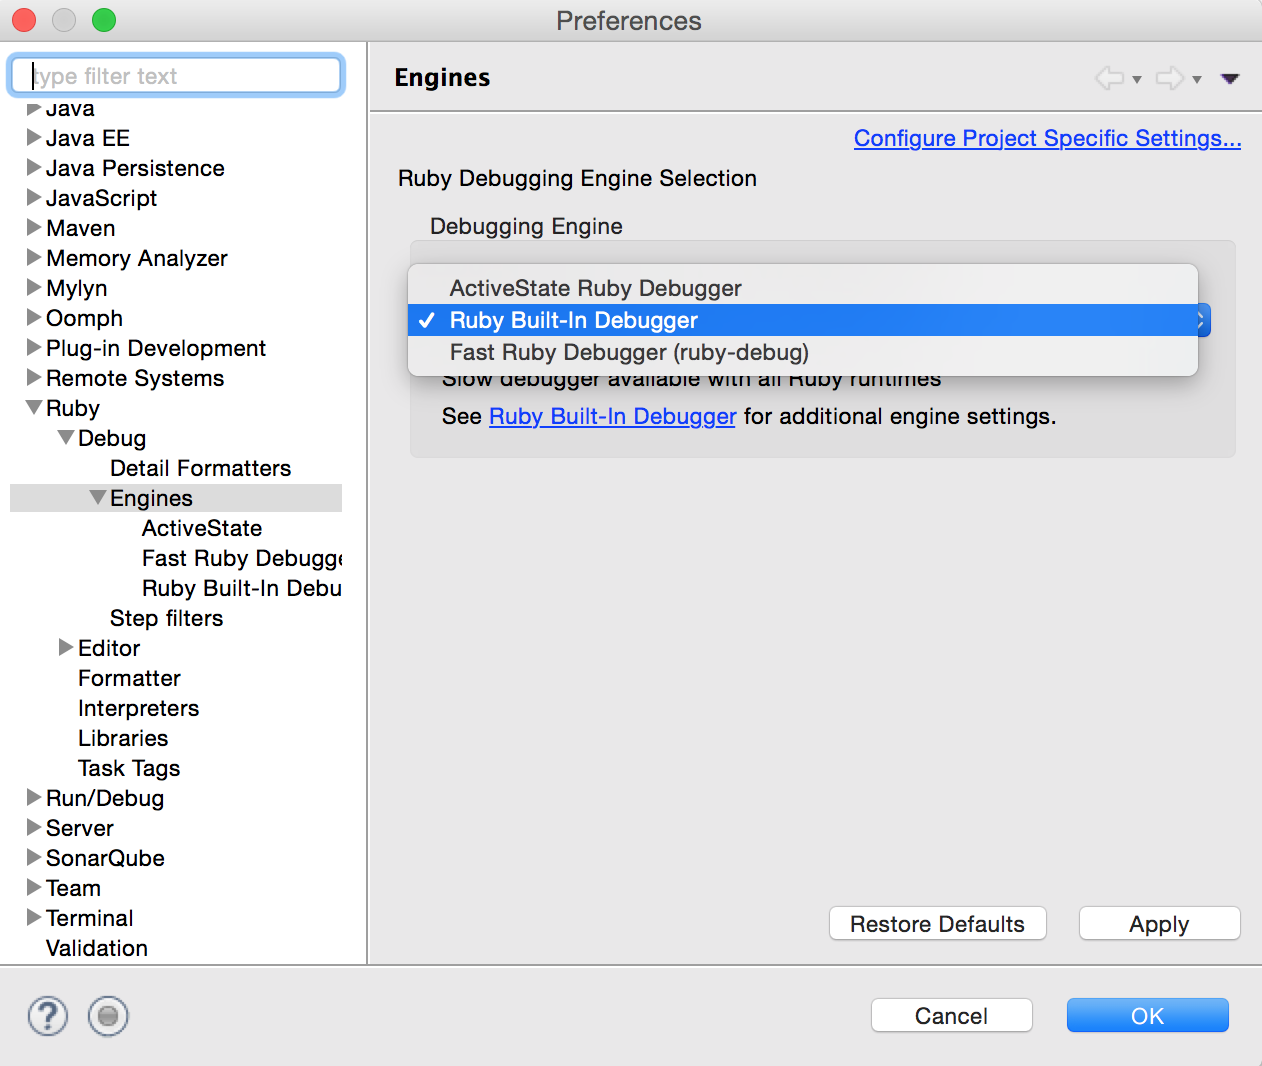 Preferences
type filter text
Java
Java EE
Java Persistence
JavaScript
Maven
Memory Analyzer
Mylyn
Oomph
Plug-in Development
Remote Systems
Ruby
Debug
Detail Formatters
Engines
ActiveState
Fast Ruby Debugge
Ruby Built-In Debu
Step filters
Editor
Formatter
Interpreters
Libraries
Task Tags
Run/Debug
Server
SonarQube
Team
Terminal
Validation
Engines
Configure Project Specific Settings...
Ruby Debugging Engine Selection
Debugging Engine
ActiveState Ruby Debugger
✓ Ruby Built-In Debugger
Fast Ruby Debugger (ruby-debug)
Slow debugger available with all Ruby runtimes
See Ruby Built-In Debugger for additional engine settings.
Restore Defaults
Apply
?
Cancel
OK